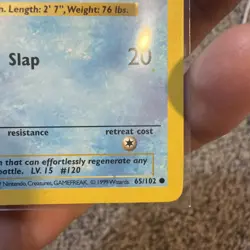 n. Length: 2' 7", Weight: 76 lbs.
Slap 20
resistance retreat cost
n that can effortlessly regenerate any
attle. LV. 15 #120
Nintendo, Creatures, GAMEFREAK. © 1999 Wizards. 65/102